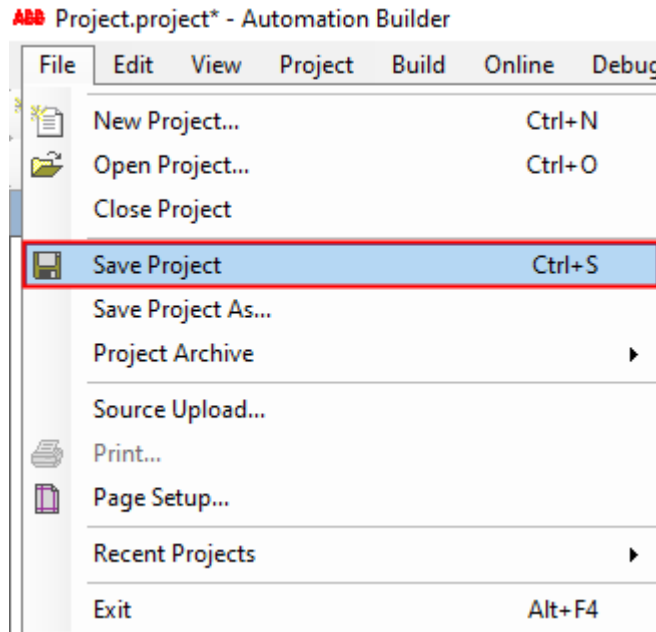 ABB Project.project* - Automation Builder
File Edit View Project Build Online Debug
New Project... Ctrl+N
Open Project... Ctrl+O
Close Project
Save Project Ctrl+S
Save Project As...
Project Archive
Source Upload...
Print...
Page Setup...
Recent Projects
Exit Alt+F4